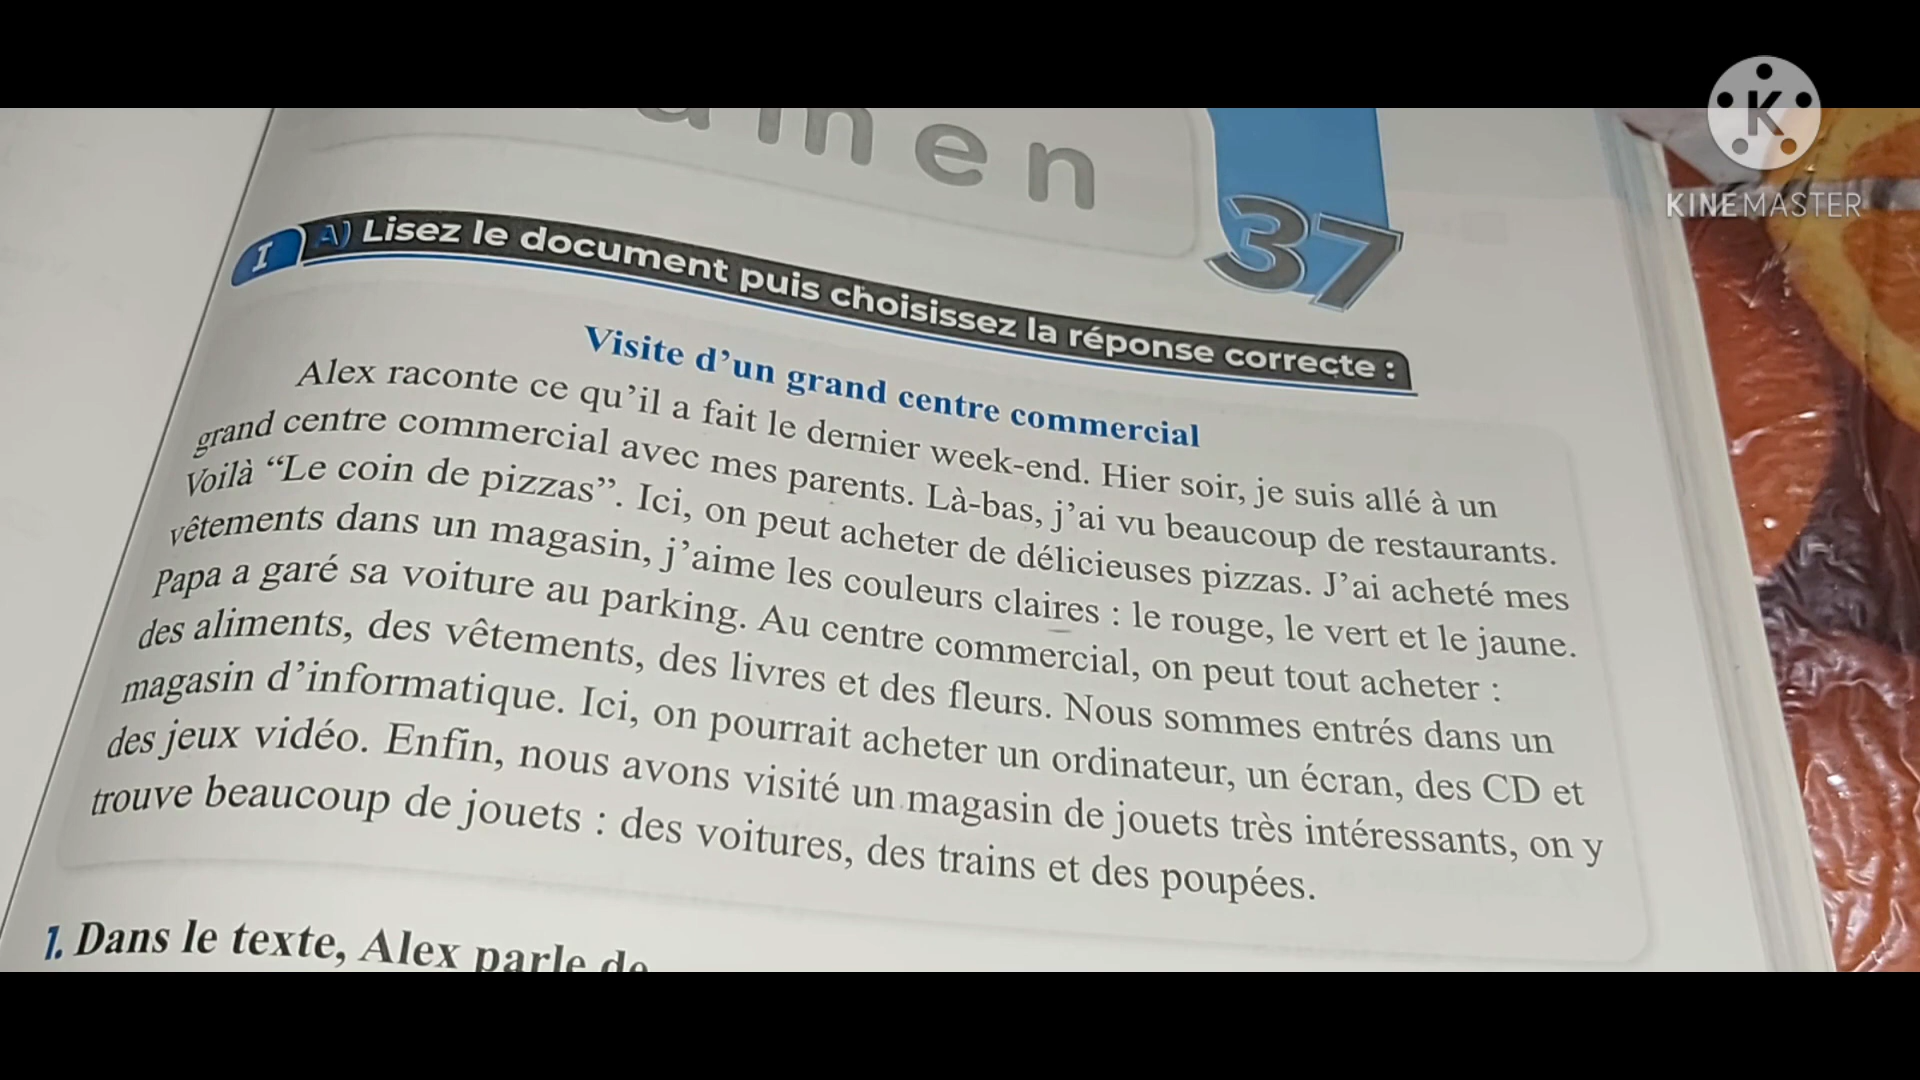 amen
37
I A) Lisez le document puis choisissez la réponse correcte :
Visite d'un grand centre commercial
Alex raconte ce qu'il a fait le dernier week-end. Hier soir, je suis allé à un
grand centre commercial avec mes parents. Là-bas, j'ai vu beaucoup de restaurants.
Voilà “Le coin de pizzas”. Ici, on peut acheter de délicieuses pizzas. J'ai acheté mes
vêtements dans un magasin, j'aime les couleurs claires : le rouge, le vert et le jaune.
Papa a garé sa voiture au parking. Au centre commercial, on peut tout acheter :
des aliments, des vêtements, des livres et des fleurs. Nous sommes entrés dans un
magasin d'informatique. Ici, on pourrait acheter un ordinateur, un écran, des CD et
des jeux vidéo. Enfin, nous avons visité un magasin de jouets très intéressants, on y
trouve beaucoup de jouets : des voitures, des trains et des poupées.
1. Dans le texte, Alex parle de
K
KINEMASTER